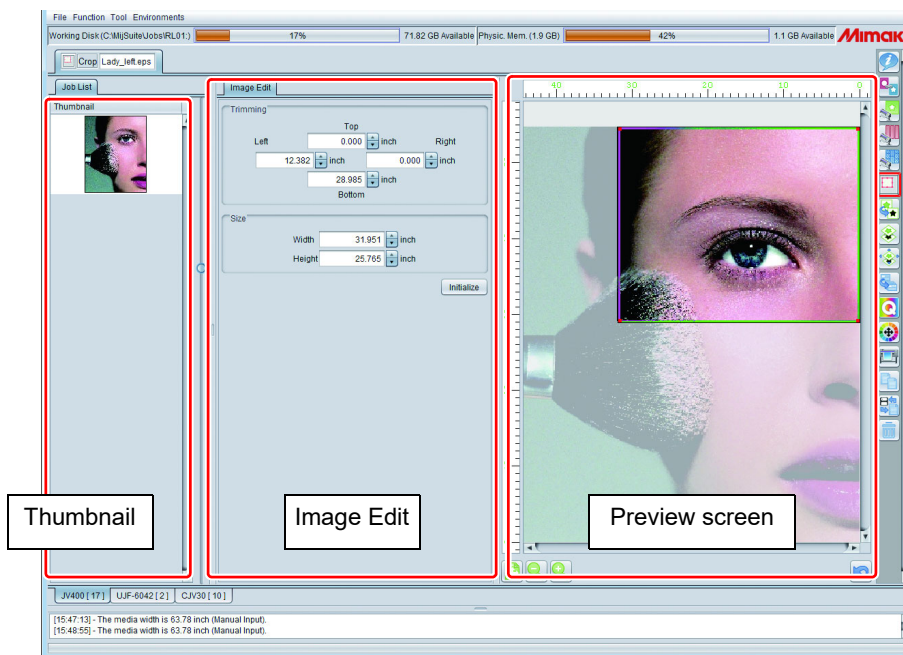 File Function Tool Environments
Working Disk (C:\MijSuite\Jobs\RL01:) 17% 71.82 GB Available Physic. Mem. (1.9 GB) 42% 1.1 GB Available Mimaki
Crop Lady_left.eps
Job List
Thumbnail
Image Edit
Trimming
Top
Left 0.000 inch Right
12.382 inch 0.000 inch
28.985 inch
Bottom
Size
Width 31.951 inch
Height 25.765 inch
Initialize
40 30 20 10 0
Thumbnail
Image Edit
Preview screen
JV400 [ 17 ] UJF-6042 [ 2 ] CJV30 [ 10 ]
[15:47:13] - The media width is 63.78 inch (Manual Input).
[15:48:55] - The media width is 63.78 inch (Manual Input).